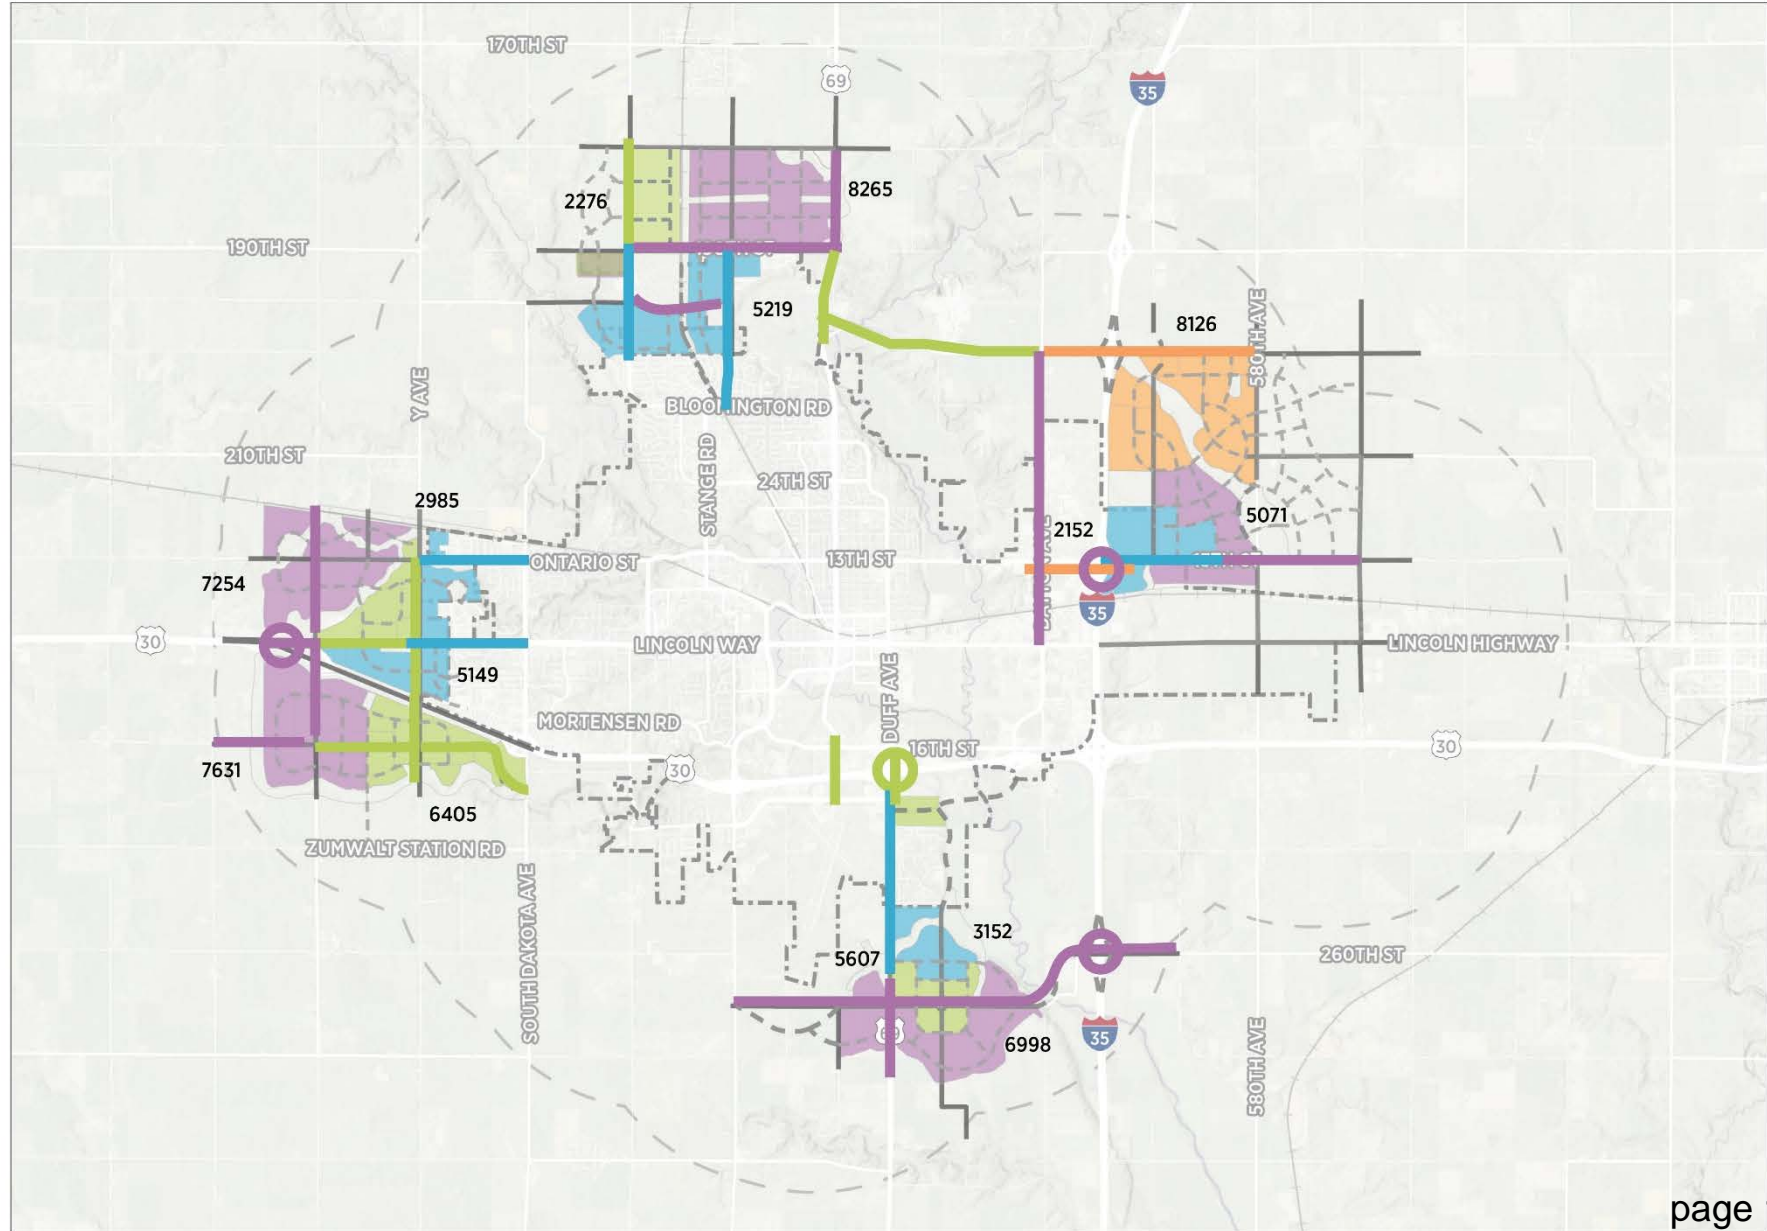 170TH ST
69
35
2276
8265
190TH ST
5219
8126
580TH AVE
Y AVE
BLOOMINGTON RD
210TH ST
STANGE RD
24TH ST
2985
2152
5071
ONTARIO ST
13TH ST
13TH ST
7254
35
30
LINCOLN WAY
LINCOLN HIGHWAY
5149
DUFF AVE
MORTENSEN RD
16TH ST
30
30
7631
6405
ZUMWALT STATION RD
SOUTH DAKOTA AVE
3152
5607
260TH ST
69
35
6998
580TH AVE
page